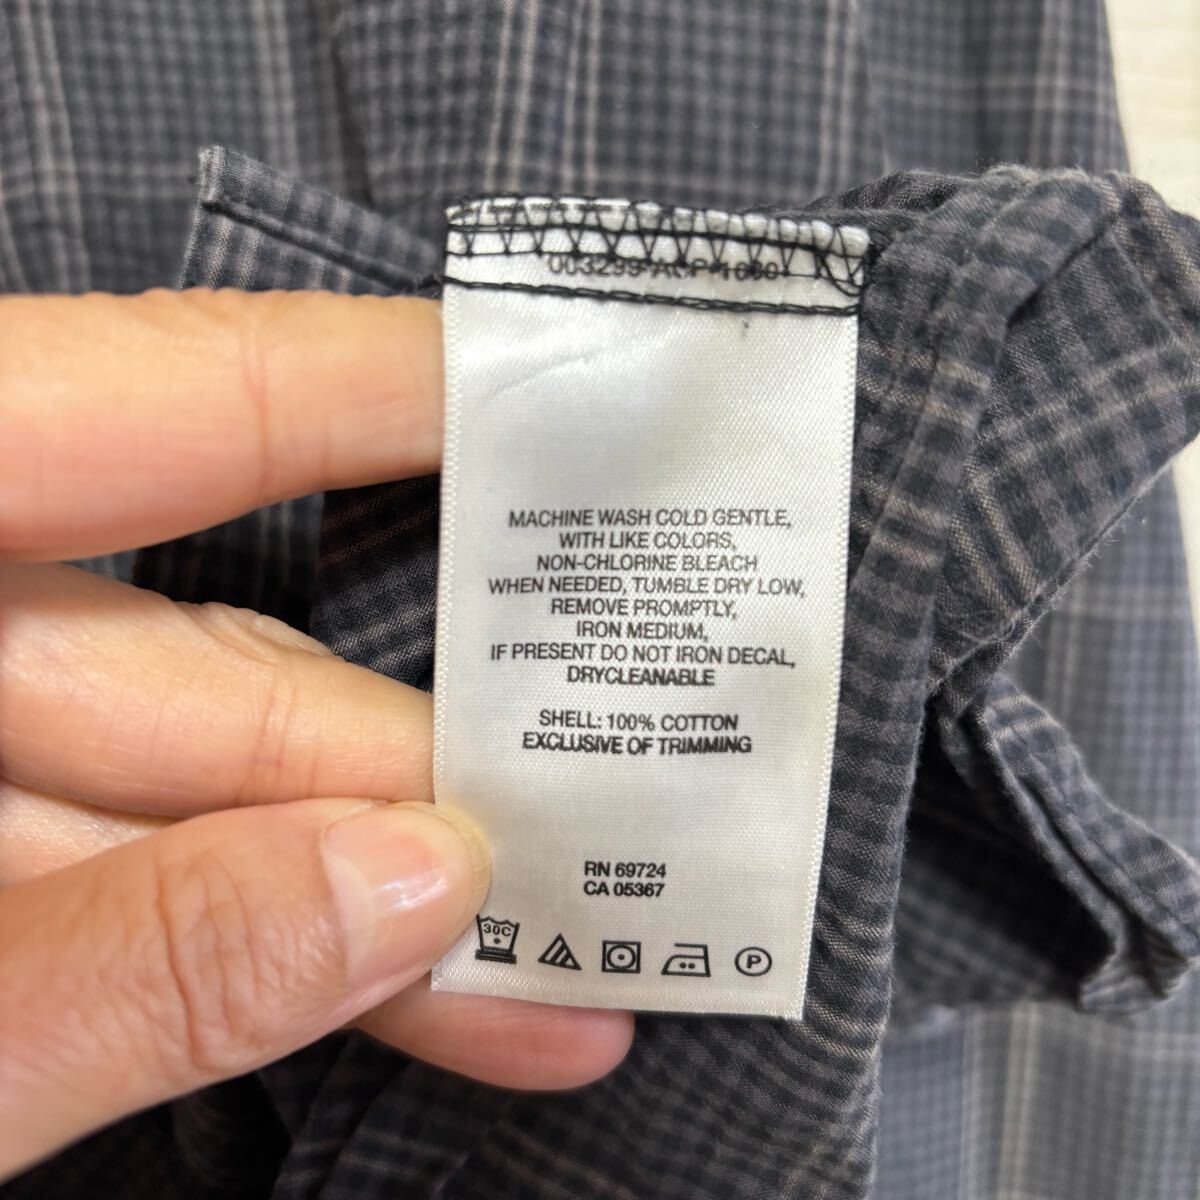 MACHINE WASH COLD GENTLE,
WITH LIKE COLORS,
NON-CHLORINE BLEACH
WHEN NEEDED, TUMBLE DRY LOW,
REMOVE PROMPTLY,
IRON MEDIUM,
IF PRESENT DO NOT IRON DECAL,
DRYCLEANABLE
SHELL: 100% COTTON
EXCLUSIVE OF TRIMMING
RN 69724
CA 05367
30C P